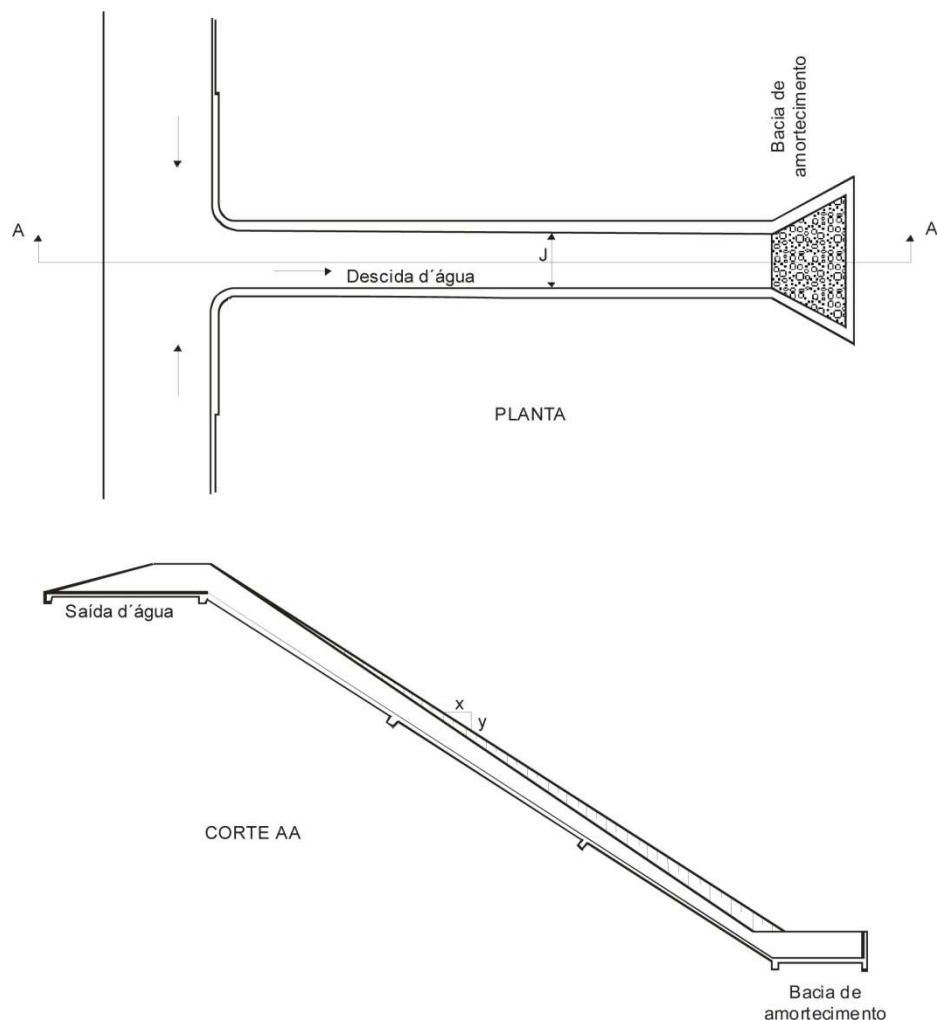 Bacia de
amortecimento
A
A
J
Descida d´água
PLANTA
Saída d´água
x
y
CORTE AA
Bacia de
amortecimento